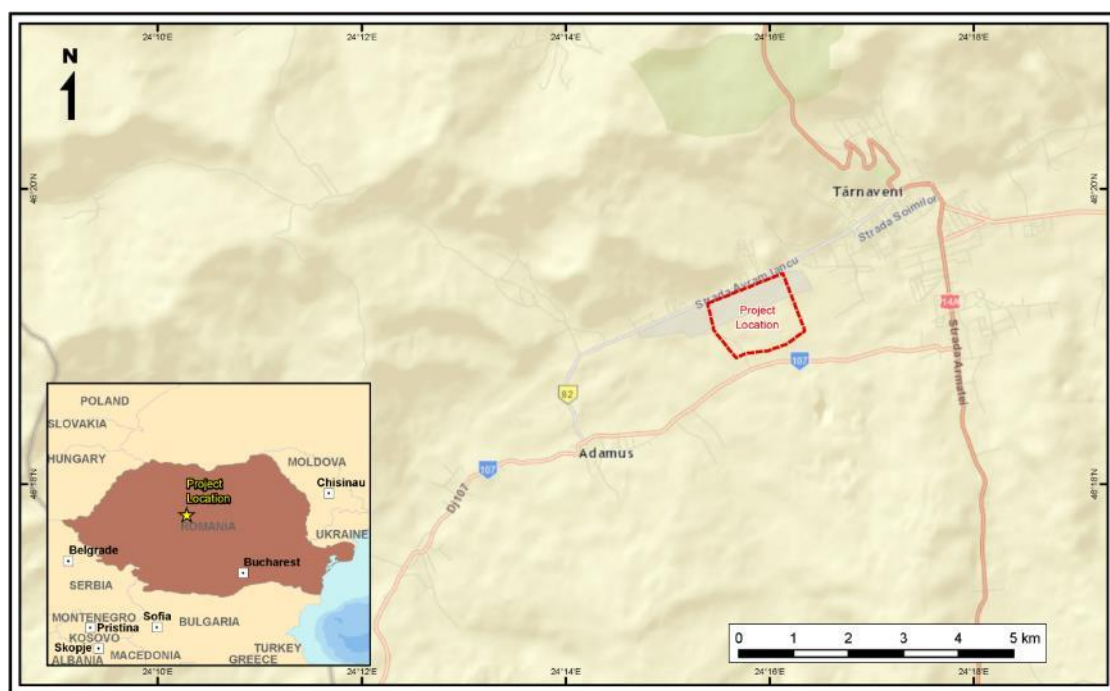 24°10'E
24°12'E
24°14'E
24°16'E
24°18'E
N
46°20'N
46°20'N
Târnaveni
Strada Soimilor
Strada Avram Iancu
Project
Location
14A
107
Strada Armatei
82
Adamus
107
Dj107
46°18'N
46°18'N
POLAND
SLOVAKIA
HUNGARY
MOLDOVA
Chisinau
Project
Location
ROMANIA
UKRAINE
Belgrade
Bucharest
SERBIA
MONTENEGRO
Sofia
BULGARIA
Pristina
KOSOVO
Skopje
TURKEY
ALBANIA
MACEDONIA
GREECE
0 1 2 3 4 5 km
24°10'E
24°12'E
24°14'E
24°16'E
24°18'E